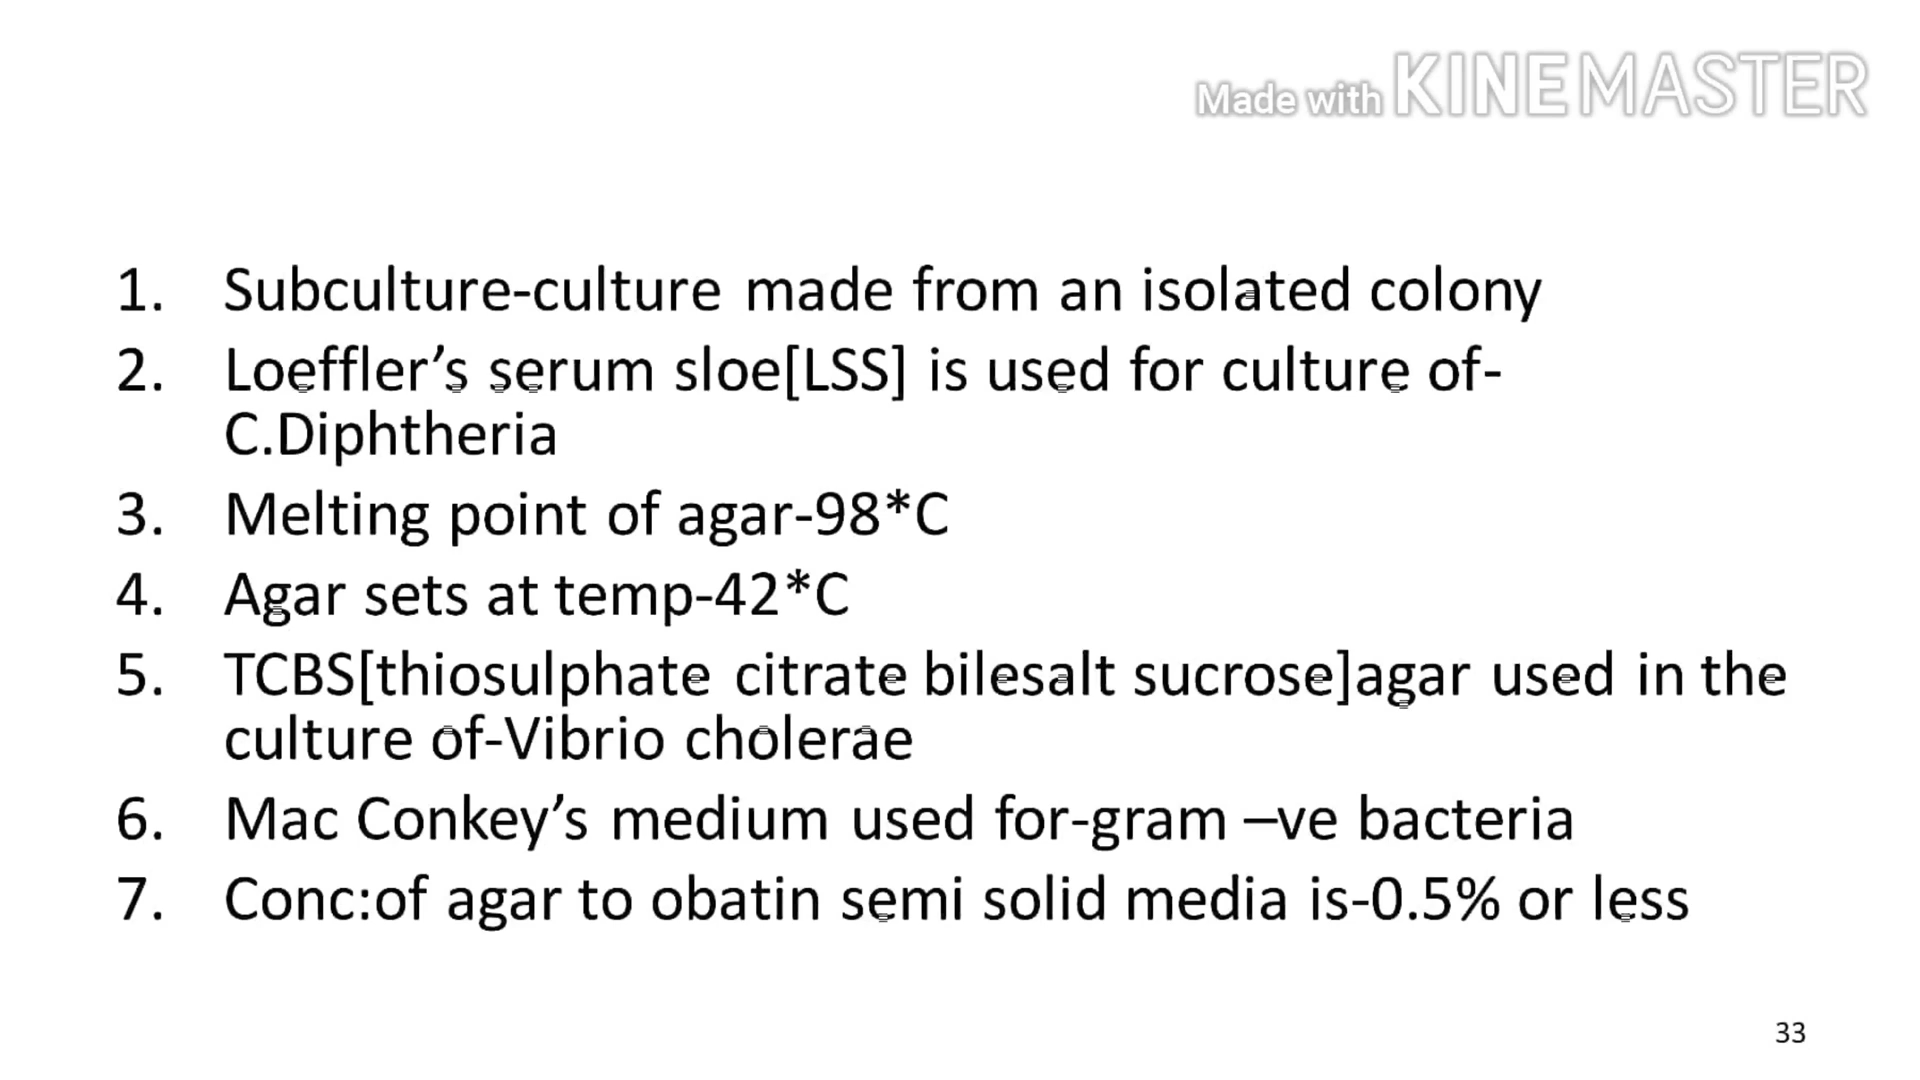 Made with KINEMASTER
1. Subculture-culture made from an isolated colony
2. Loeffler’s serum sloe[LSS] is used for culture of-
C.Diphtheria
3. Melting point of agar-98*C
4. Agar sets at temp-42*C
5. TCBS[thiosulphate citrate bilesalt sucrose]agar used in the
culture of-Vibrio cholerae
6. Mac Conkey’s medium used for-gram –ve bacteria
7. Conc:of agar to obatin semi solid media is-0.5% or less
33